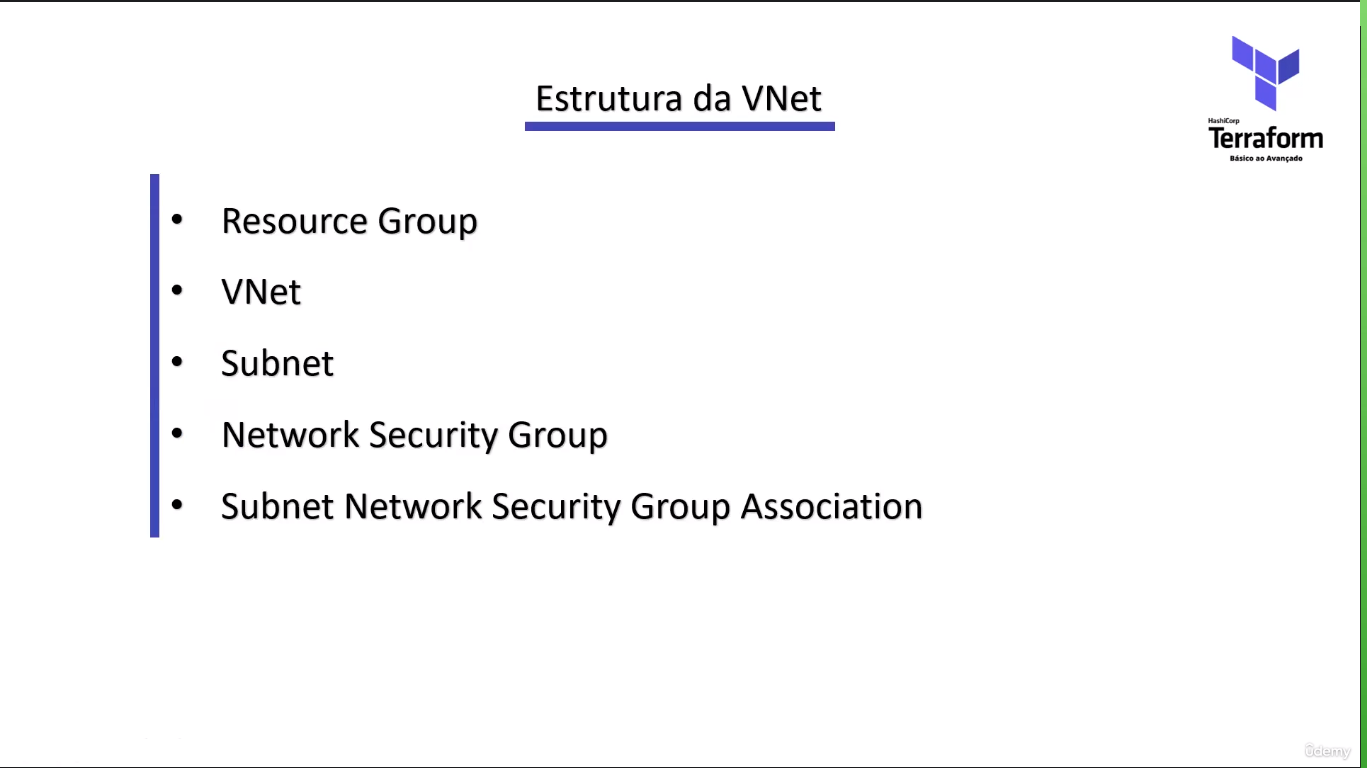 Estrutura da VNet
HashiCorp
Terraform
Básico ao Avançado
• Resource Group
• VNet
• Subnet
• Network Security Group
• Subnet Network Security Group Association
ûdemy